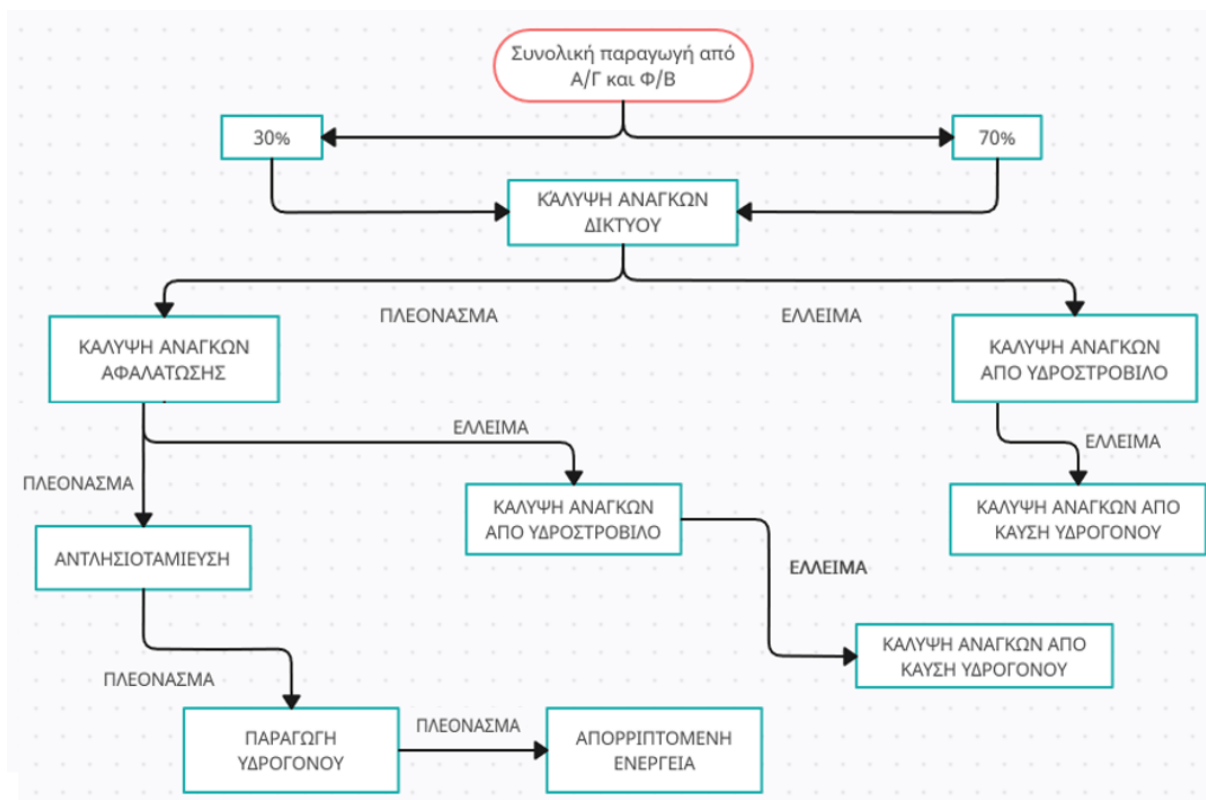 Συνολική παραγωγή από
Α/Γ και Φ/Β
30%
70%
ΚΆΛΥΨΗ ΑΝΑΓΚΩΝ
ΔΙΚΤΥΟΥ
ΠΛΕΟΝΑΣΜΑ
ΕΛΛΕΙΜΑ
ΚΑΛΥΨΗ ΑΝΑΓΚΩΝ
ΑΦΑΛΑΤΩΣΗΣ
ΚΑΛΥΨΗ ΑΝΑΓΚΩΝ
ΑΠΟ ΥΔΡΟΣΤΡΟΒΙΛΟ
ΕΛΛΕΙΜΑ
ΕΛΛΕΙΜΑ
ΠΛΕΟΝΑΣΜΑ
ΚΑΛΥΨΗ ΑΝΑΓΚΩΝ
ΑΠΟ ΥΔΡΟΣΤΡΟΒΙΛΟ
ΚΑΛΥΨΗ ΑΝΑΓΚΩΝ ΑΠΟ
ΚΑΥΣΗ ΥΔΡΟΓΟΝΟΥ
ΑΝΤΛΗΣΙΟΤΑΜΙΕΥΣΗ
ΕΛΛΕΙΜΑ
ΚΑΛΥΨΗ ΑΝΑΓΚΩΝ ΑΠΟ
ΚΑΥΣΗ ΥΔΡΟΓΟΝΟΥ
ΠΛΕΟΝΑΣΜΑ
ΠΑΡΑΓΩΓΗ
ΥΔΡΟΓΟΝΟΥ
ΠΛΕΟΝΑΣΜΑ
ΑΠΟΡΡΙΠΤΟΜΕΝΗ
ΕΝΕΡΓΕΙΑ